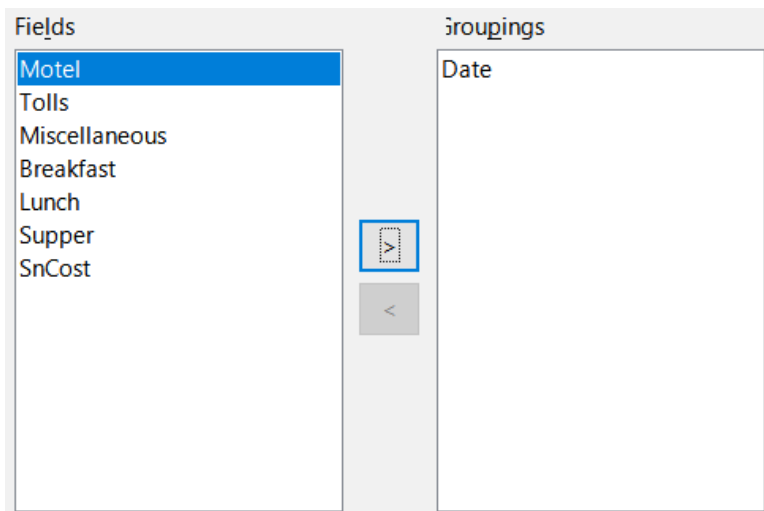 Fields
Groupings
Motel
Tolls
Miscellaneous
Breakfast
Lunch
Supper
SnCost
>
<
Date